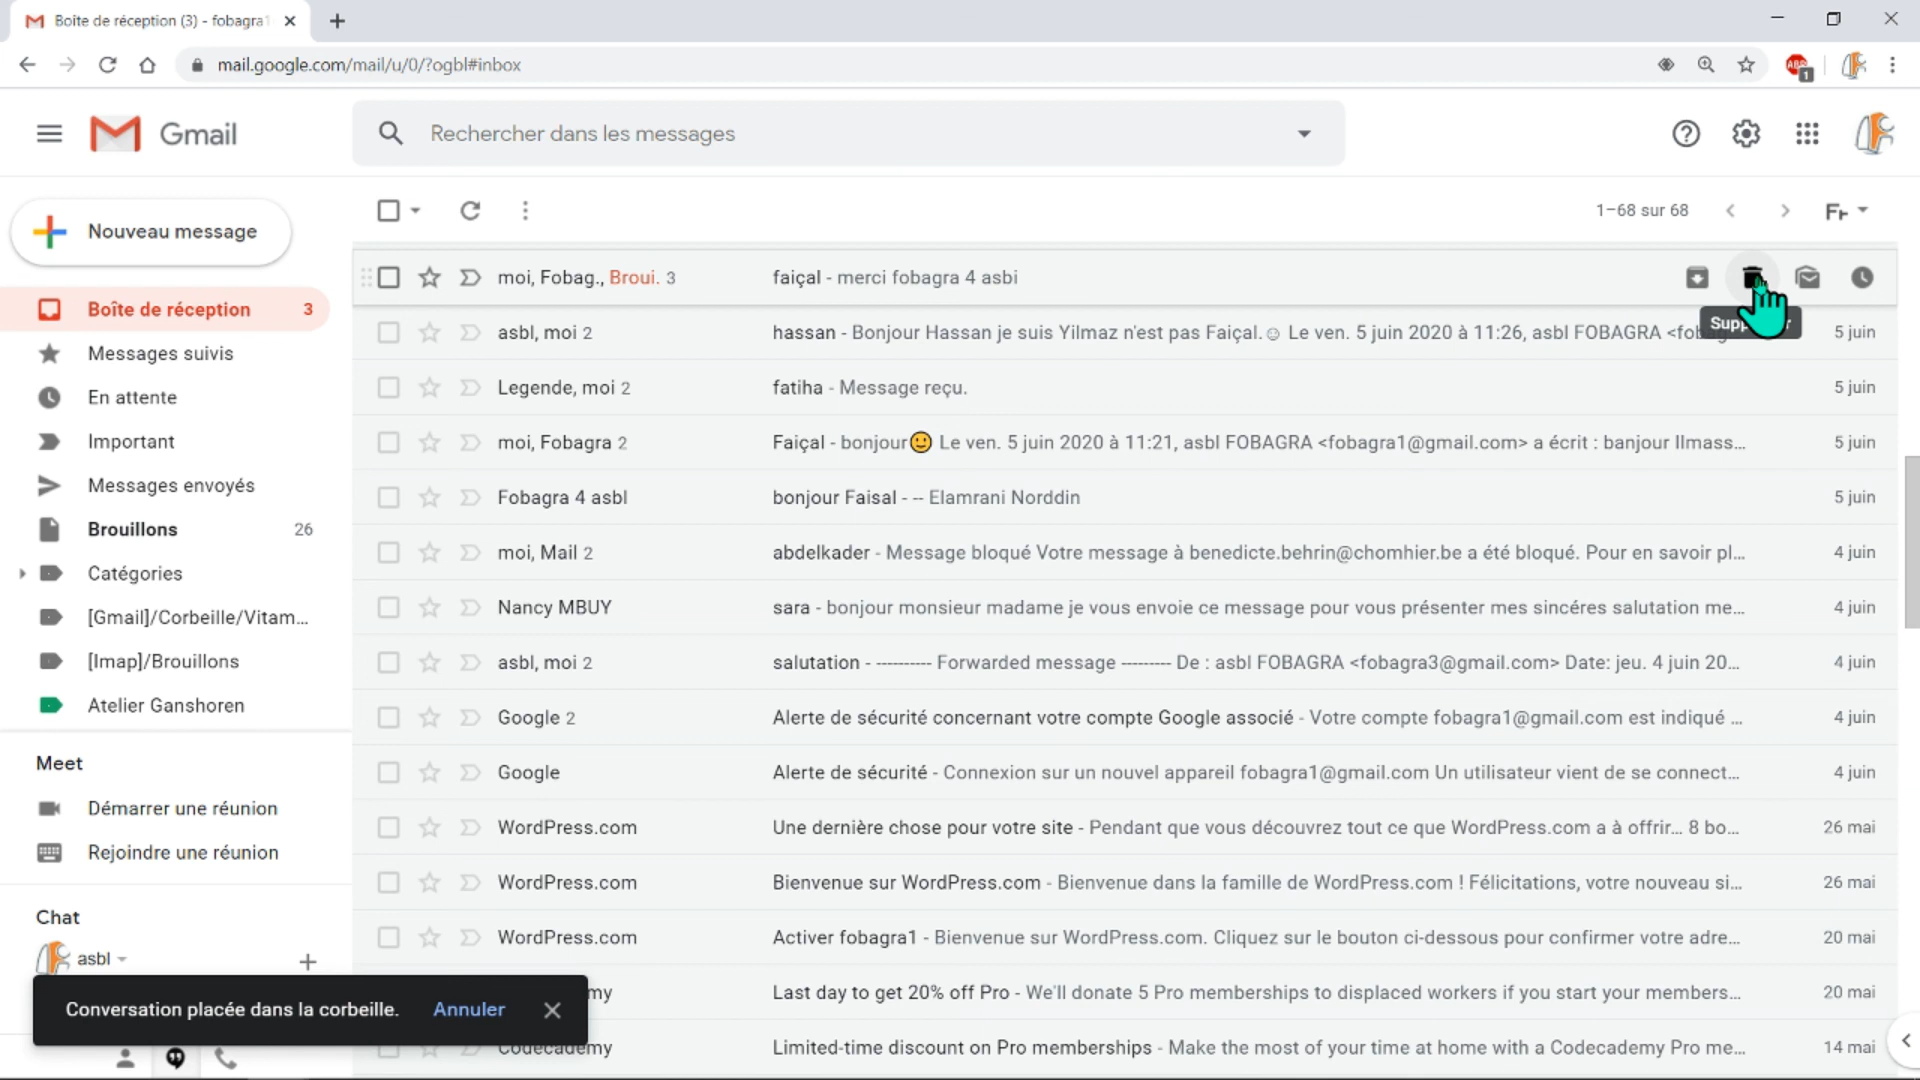 Boîte de réception (3) - fobagra1
mail.google.com/mail/u/0/?ogbl#inbox
ABP
1
Gmail
Rechercher dans les messages
Nouveau message
1–68 sur 68
Fr
Boîte de réception 3
Messages suivis
En attente
Important
Messages envoyés
Brouillons 26
Catégories
[Gmail]/Corbeille/Vitam...
[Imap]/Brouillons
Atelier Ganshoren
Meet
Démarrer une réunion
Rejoindre une réunion
Chat
asbl
moi, Fobag., Broui. 3 faiçal - merci fobagra 4 asbi
asbl, moi 2 hassan - Bonjour Hassan je suis Yilmaz n'est pas Faiçal.☺ Le ven. 5 juin 2020 à 11:26, asbl FOBAGRA 5 juin
Legende, moi 2 fatiha - Message reçu. 5 juin
moi, Fobagra 2 Faiçal - bonjour🙂 Le ven. 5 juin 2020 à 11:21, asbl FOBAGRA <fobagra1@gmail.com> a écrit : banjour Ilmass... 5 juin
Fobagra 4 asbl bonjour Faisal - -- Elamrani Norddin 5 juin
moi, Mail 2 abdelkader - Message bloqué Votre message à benedicte.behrin@chomhier.be a été bloqué. Pour en savoir pl... 4 juin
Nancy MBUY sara - bonjour monsieur madame je vous envoie ce message pour vous présenter mes sincéres salutation me... 4 juin
asbl, moi 2 salutation - ---------- Forwarded message --------- De : asbl FOBAGRA <fobagra3@gmail.com> Date: jeu. 4 juin 20... 4 juin
Google 2 Alerte de sécurité concernant votre compte Google associé - Votre compte fobagra1@gmail.com est indiqué ... 4 juin
Google Alerte de sécurité - Connexion sur un nouvel appareil fobagra1@gmail.com Un utilisateur vient de se connect... 4 juin
WordPress.com Une dernière chose pour votre site - Pendant que vous découvrez tout ce que WordPress.com a à offrir... 8 bo... 26 mai
WordPress.com Bienvenue sur WordPress.com - Bienvenue dans la famille de WordPress.com ! Félicitations, votre nouveau si... 26 mai
WordPress.com Activer fobagra1 - Bienvenue sur WordPress.com. Cliquez sur le bouton ci-dessous pour confirmer votre adre... 20 mai
my Last day to get 20% off Pro - We'll donate 5 Pro memberships to displaced workers if you start your members... 20 mai
Codecademy Limited-time discount on Pro memberships - Make the most of your time at home with a Codecademy Pro me... 14 mai
Conversation placée dans la corbeille. Annuler